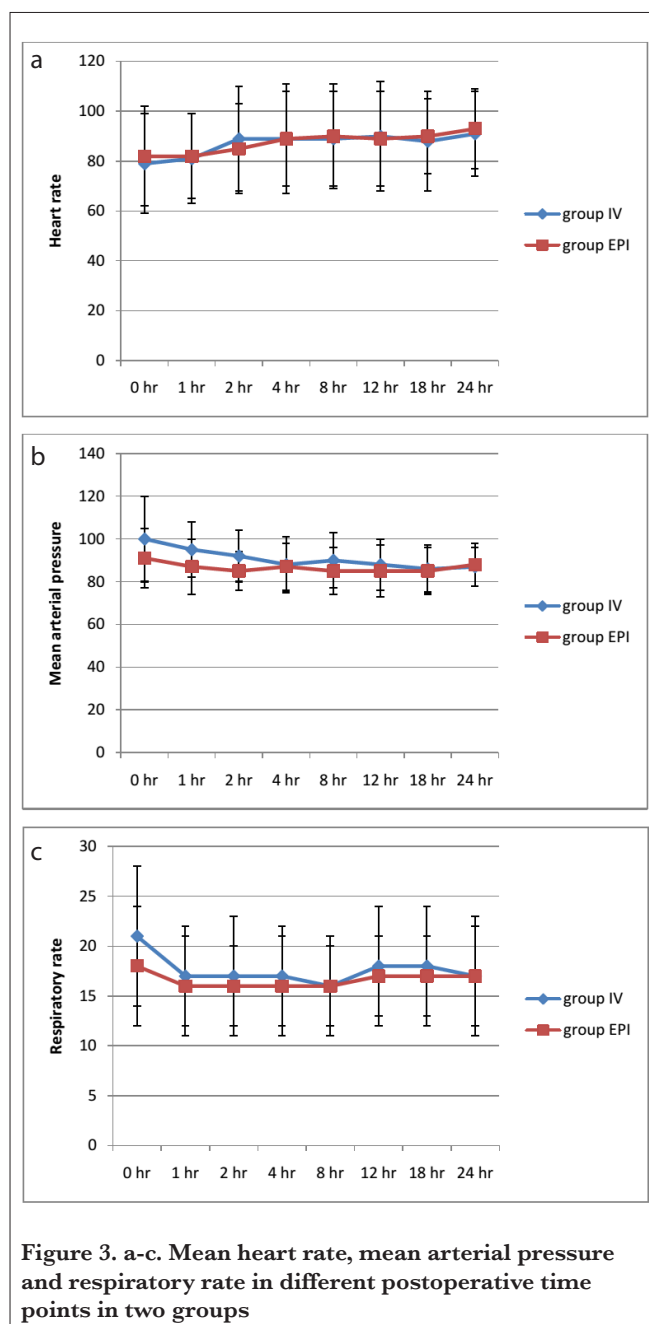 a
120
100
80
60
40
20
0
Heart rate
0 hr 1 hr 2 hr 4 hr 8 hr 12 hr 18 hr 24 hr
group IV
group EPI
b
140
120
100
80
60
40
20
0
Mean arterial pressure
0 hr 1 hr 2 hr 4 hr 8 hr 12 hr 18 hr 24 hr
group IV
group EPI
c
30
25
20
15
10
5
0
Respiratory rate
0 hr 1 hr 2 hr 4 hr 8 hr 12 hr 18 hr 24 hr
group IV
group EPI
Figure 3. a-c. Mean heart rate, mean arterial pressure
and respiratory rate in different postoperative time
points in two groups